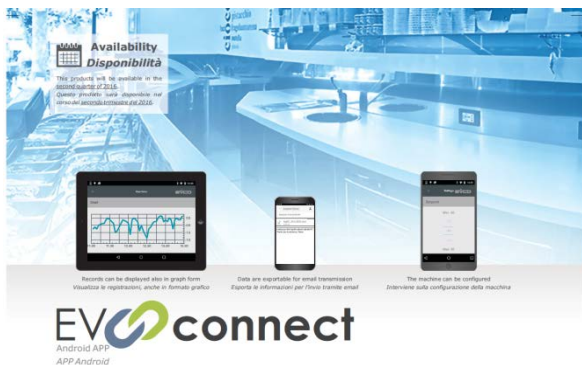 Availability
Disponibilità
This products will be available in the
second quarter of 2016.
Questo prodotto sarà disponibile nel
corso del secondo trimestre del 2016.
Records can be displayed also in graph form
Visualizza le registrazioni, anche in formato grafico
Data are exportable for email transmission
Esporta le informazioni per l'invio tramite email
The machine can be configured
Interviene sulla configurazione della macchina
EVO connect
Android APP
APP Android